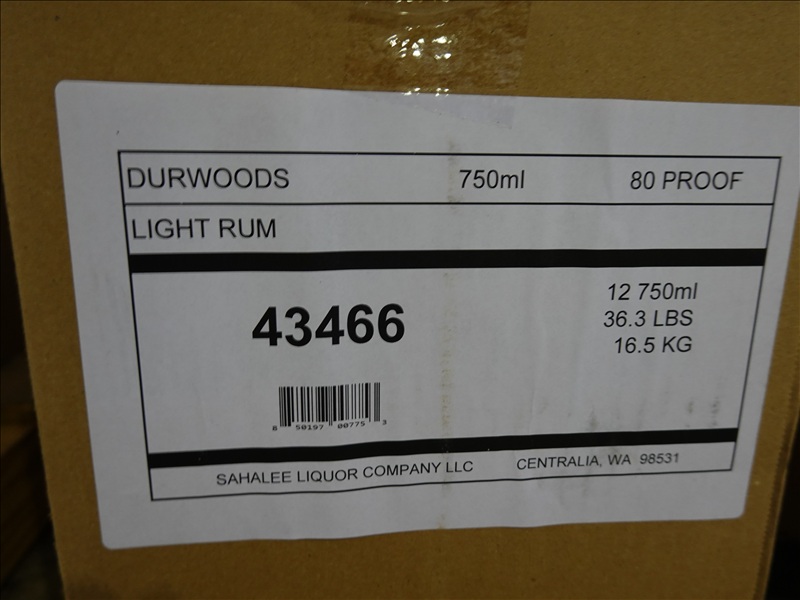 DURWOODS 750ml 80 PROOF
LIGHT RUM
43466
12 750ml
36.3 LBS
16.5 KG
8 50197 00775 3
SAHALEE LIQUOR COMPANY LLC CENTRALIA, WA 98531